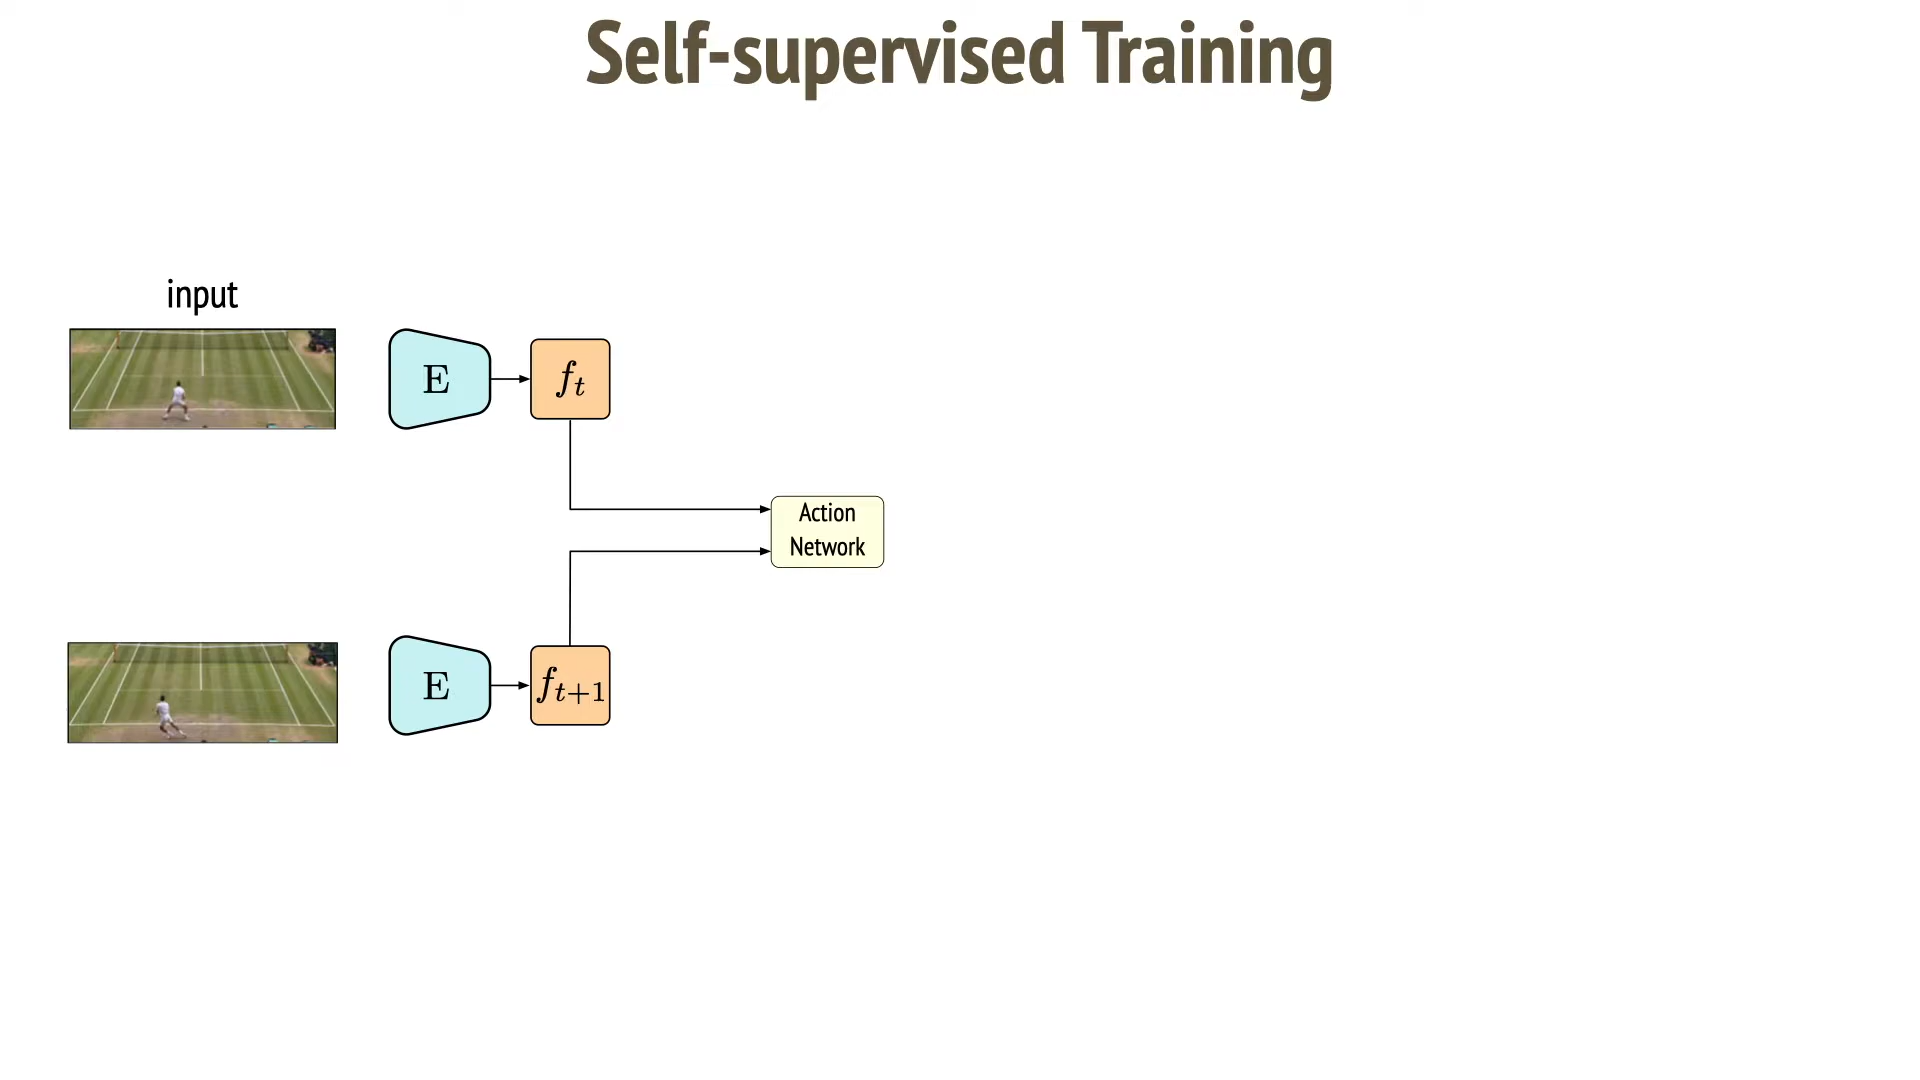 Self-supervised Training
input
E
f_t
Action
Network
E
f_{t+1}